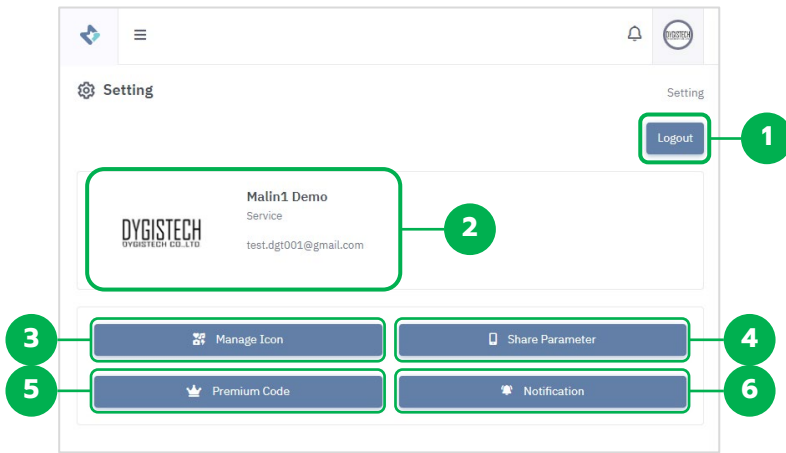 DYGISTECH
Setting
Setting
Logout
1
Malin1 Demo
Service
test.dgt001@gmail.com
DYGISTECH
DYGISTECH CO.,LTD
2
3
Manage Icon
Share Parameter
4
5
Premium Code
Notification
6